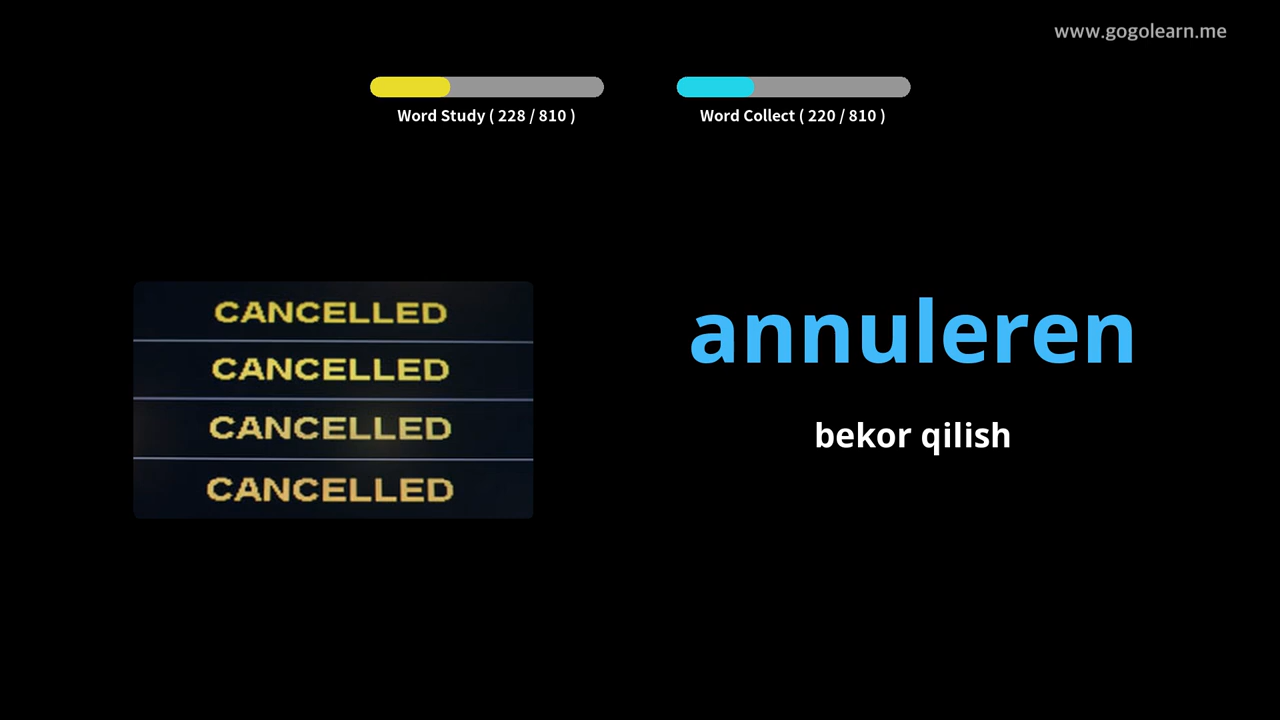 www.gogolearn.me
Word Study ( 228 / 810 )
Word Collect ( 220 / 810 )
CANCELLED
CANCELLED
CANCELLED
CANCELLED
annuleren
bekor qilish